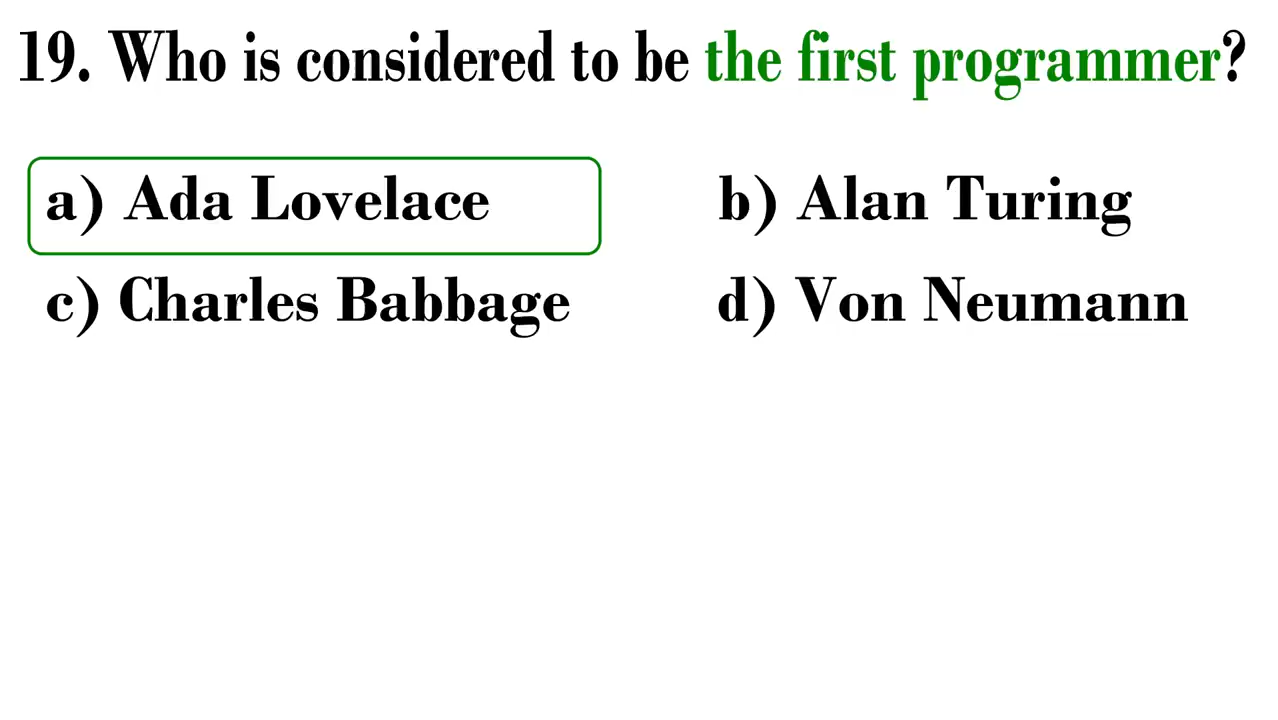 19. Who is considered to be the first programmer?
a) Ada Lovelace b) Alan Turing
c) Charles Babbage d) Von Neumann